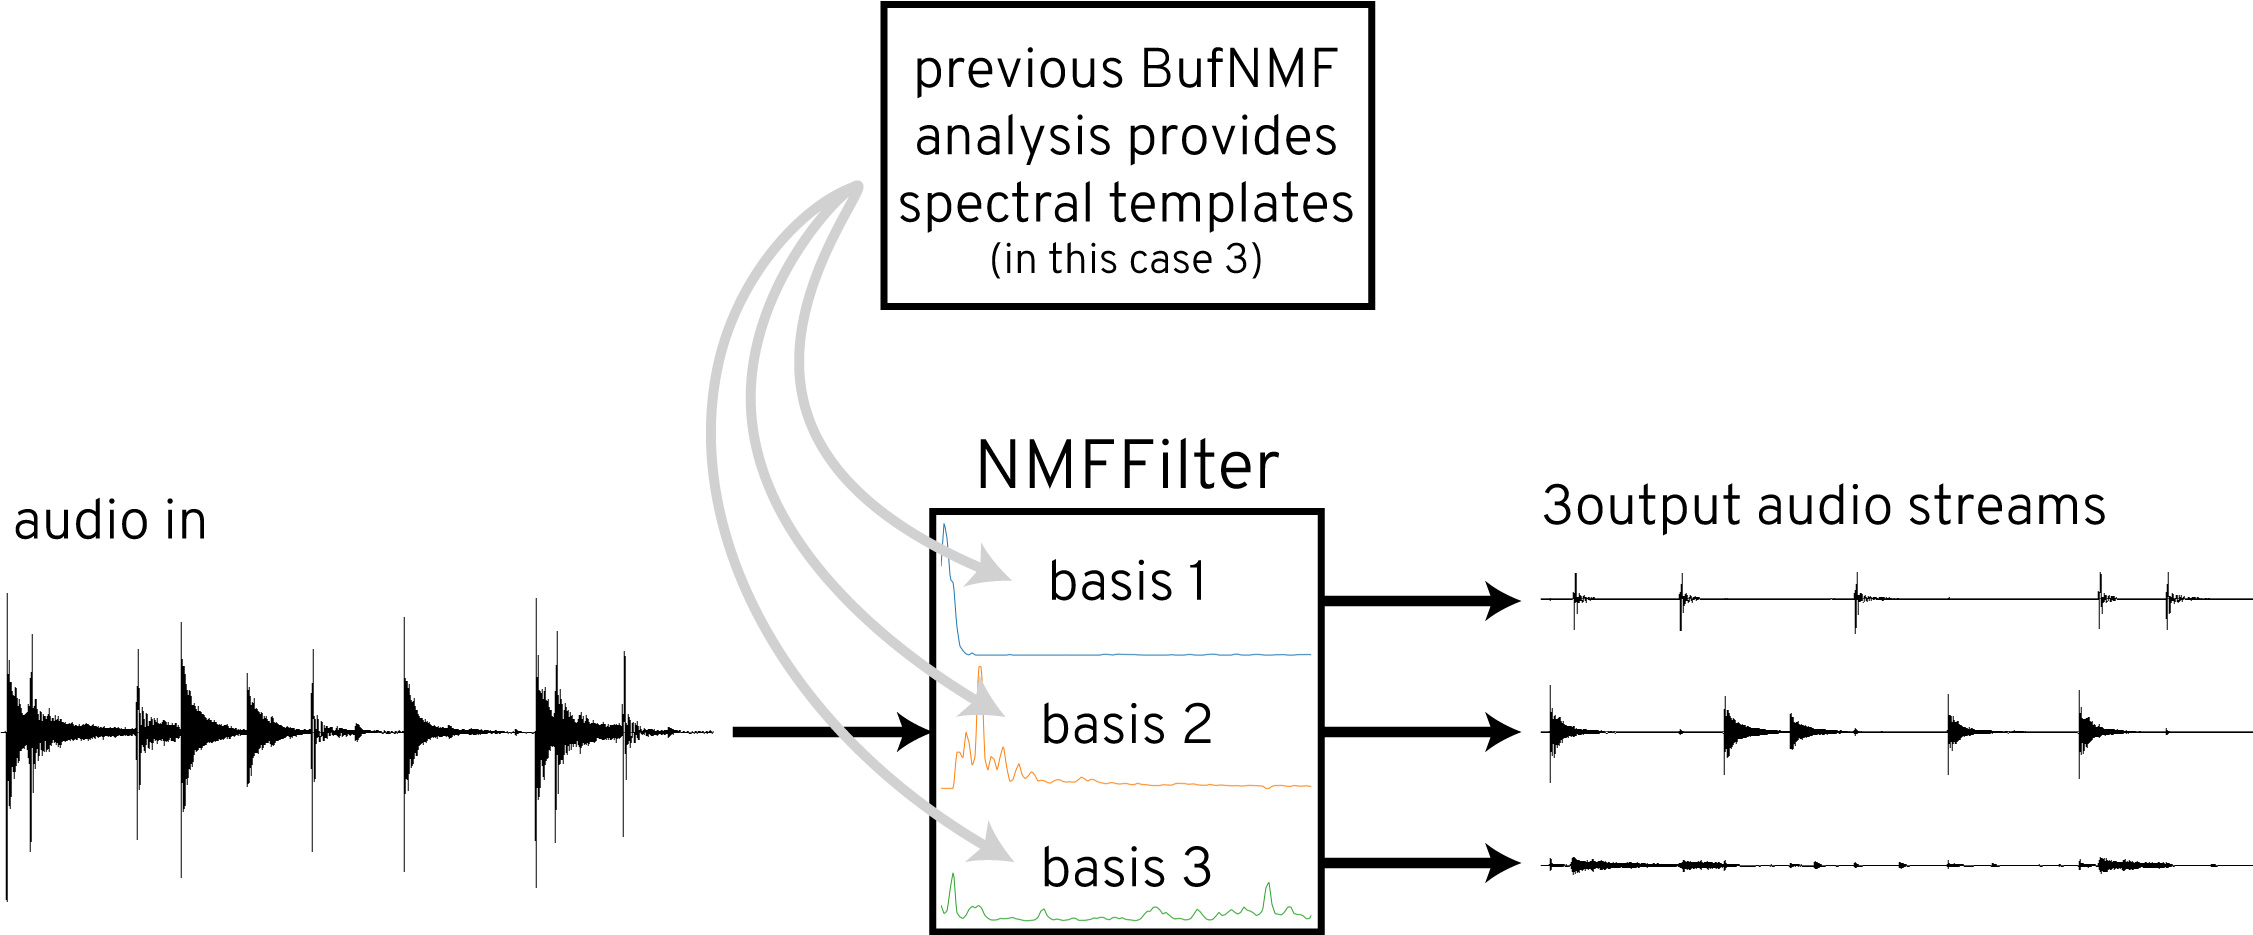 previous BufNMF
analysis provides
spectral templates
(in this case 3)
NMFFilter
audio in
basis 1
basis 2
basis 3
3output audio streams